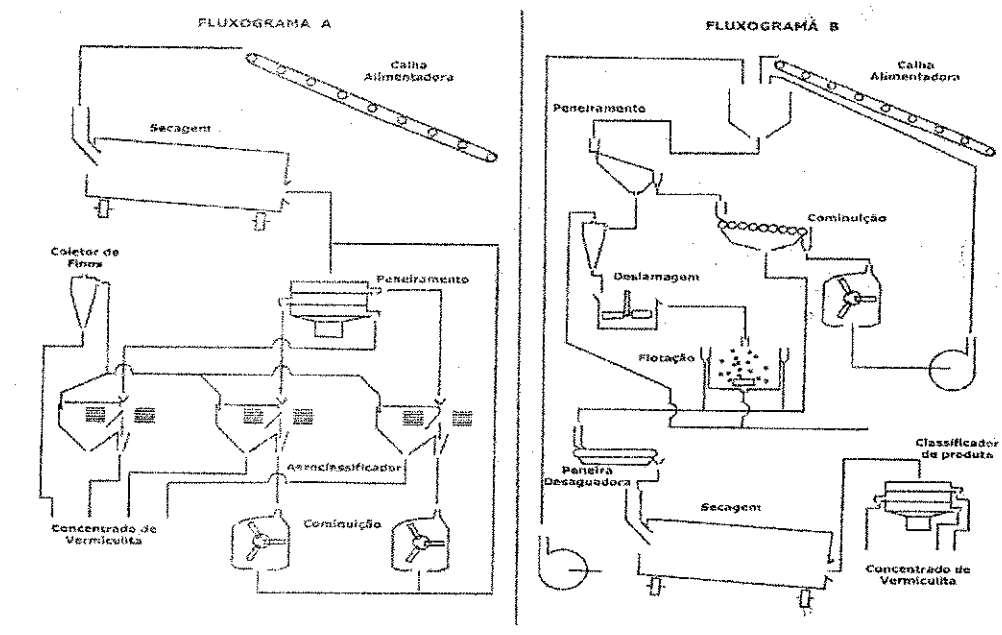 FLUXOGRAMA A
Calha
Alimentadora
Secagem
Coletor de
Finos
Peneiramento
Aeroclassificador
Concentrado de
Vermiculita
Cominuição
FLUXOGRAMA B
Calha
Alimentadora
Peneiramento
Cominuição
Deslamagem
Flotação
Classificador
de produto
Peneira
Desaguadora
Secagem
Concentrado de
Vermiculita